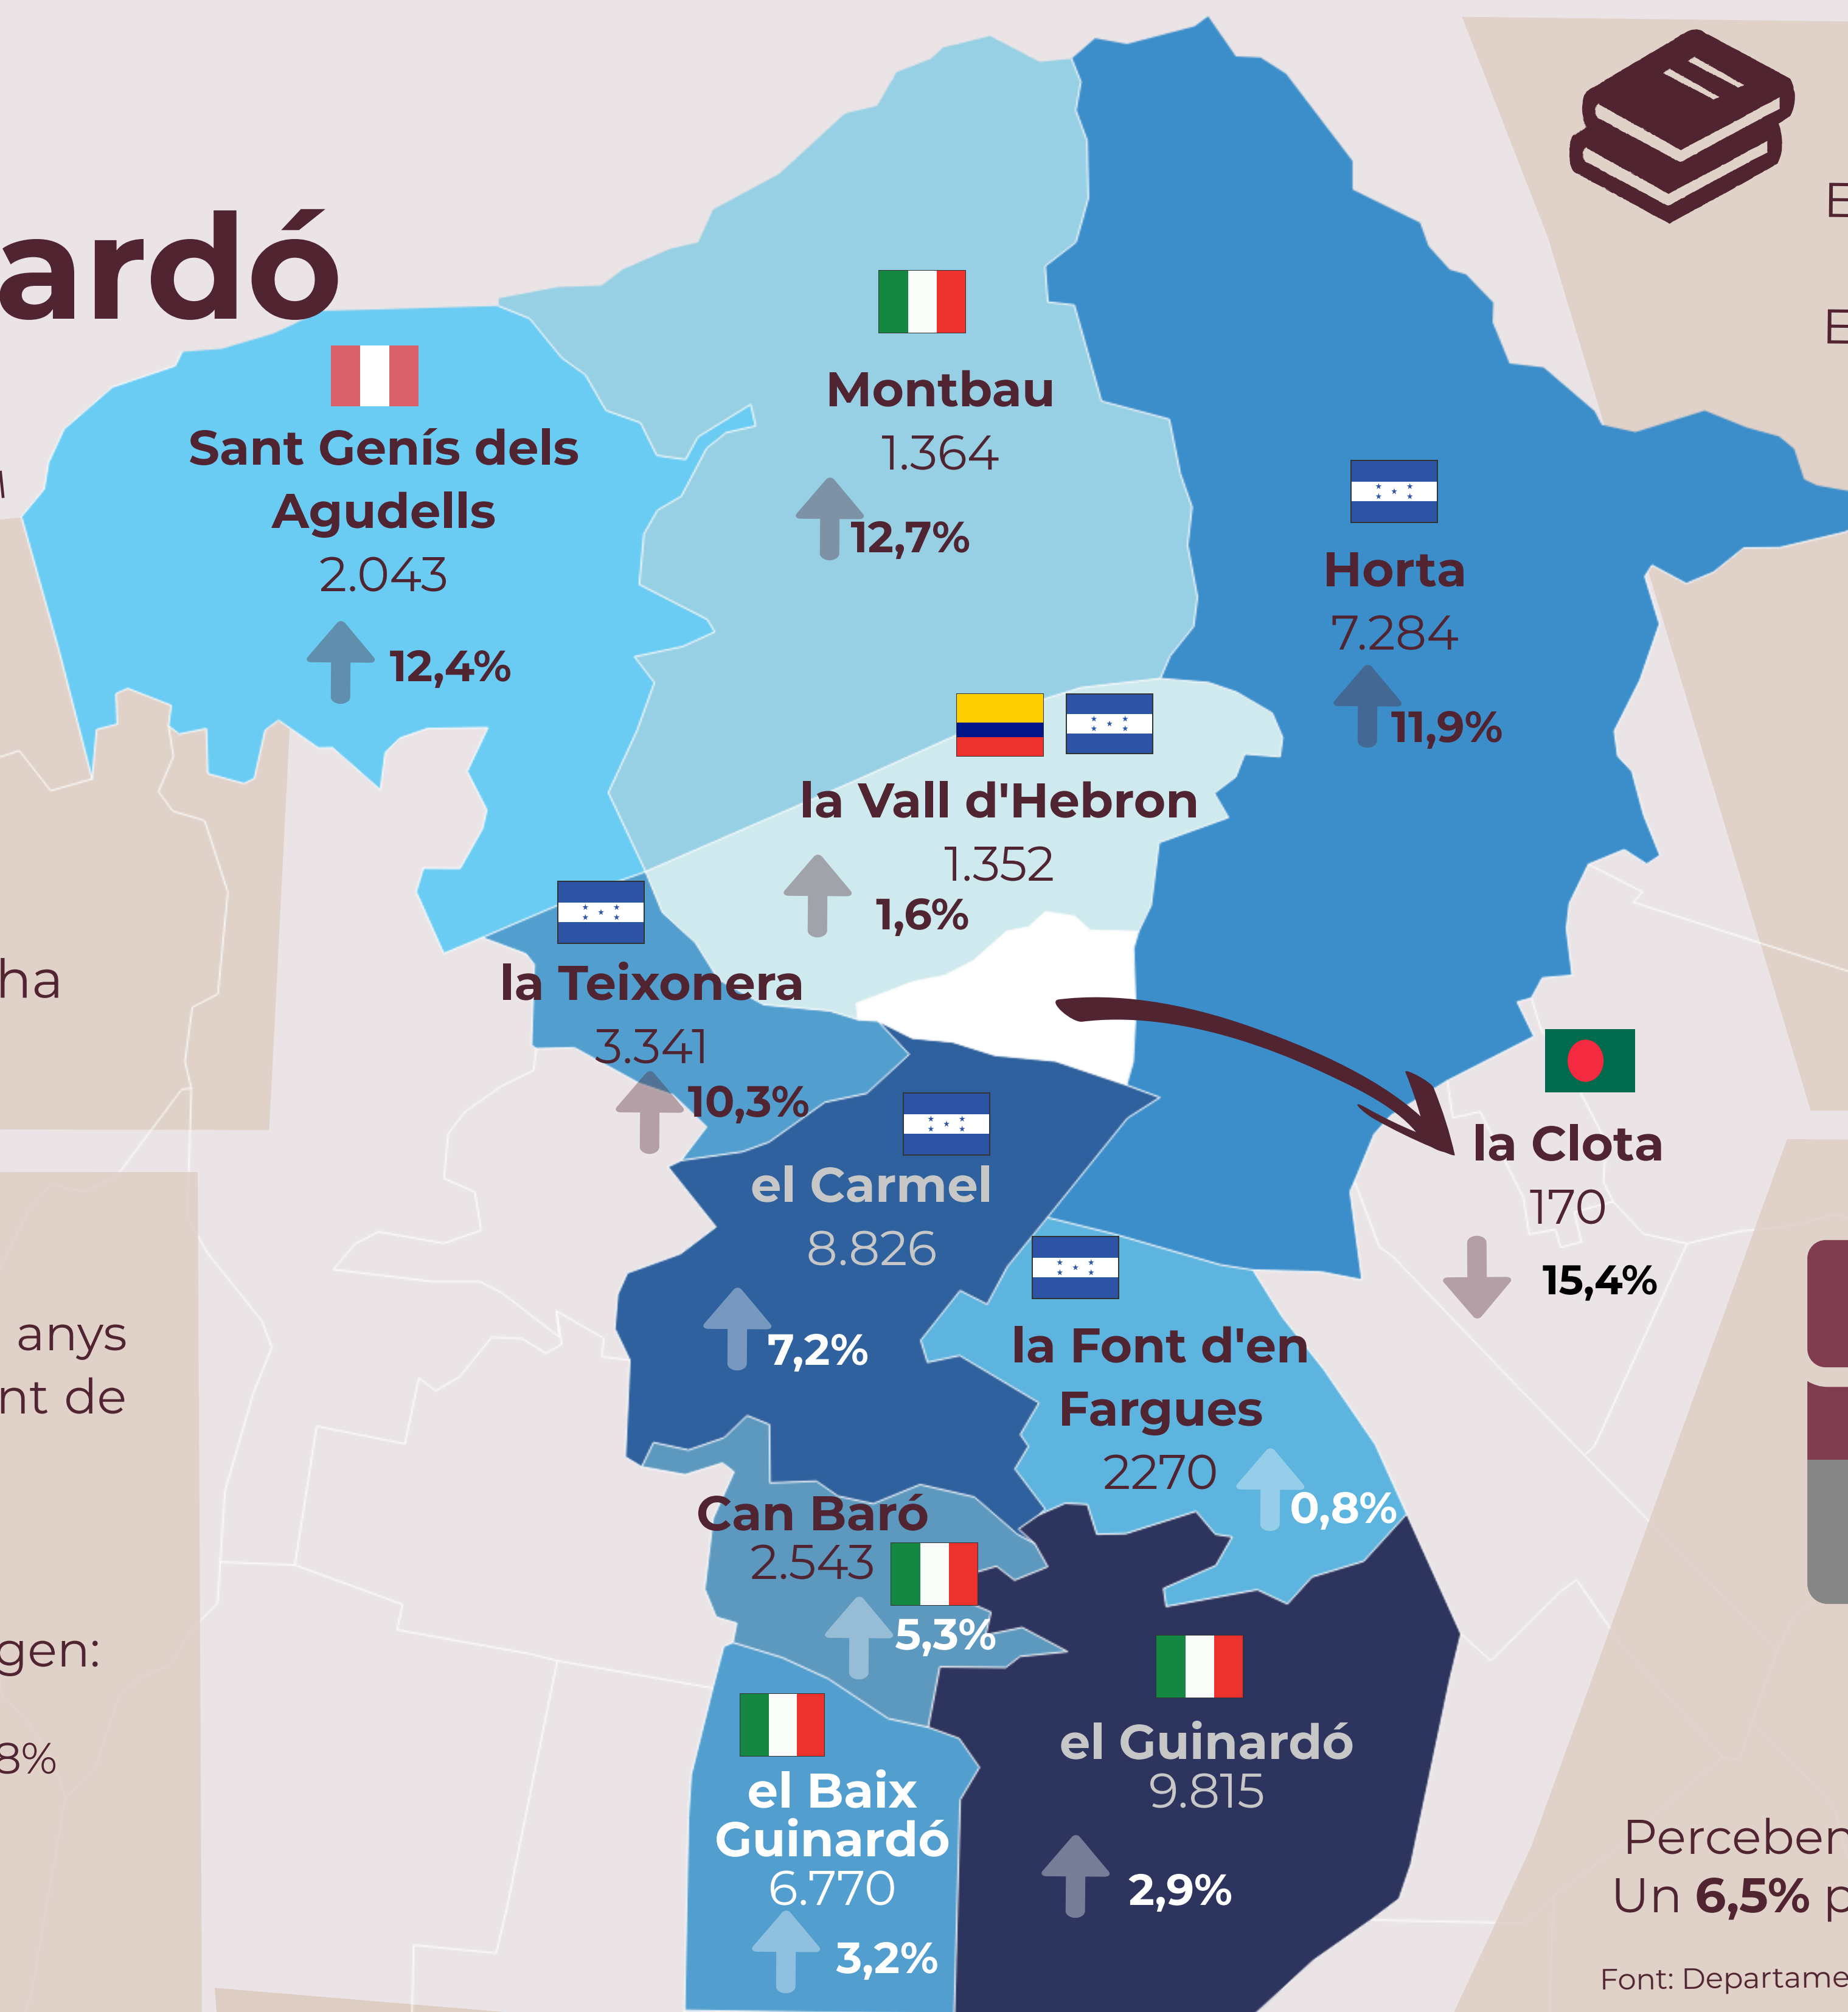 ardó
Sant Genís dels
Agudells
2.043
12,4%
Montbau
1.364
12,7%
Horta
7.284
11,9%
la Vall d'Hebron
1.352
1,6%
la Teixonera
3.341
10,3%
el Carmel
8.826
7,2%
la Clota
170
15,4%
la Font d'en
Fargues
2270
0,8%
Can Baró
2.543
5,3%
el Guinardó
9.815
2,9%
el Baix
Guinardó
6.770
3,2%
ha
anys
nt de
gen:
8%
E
E
Perceben
Un 6,5% p
Font: Departame